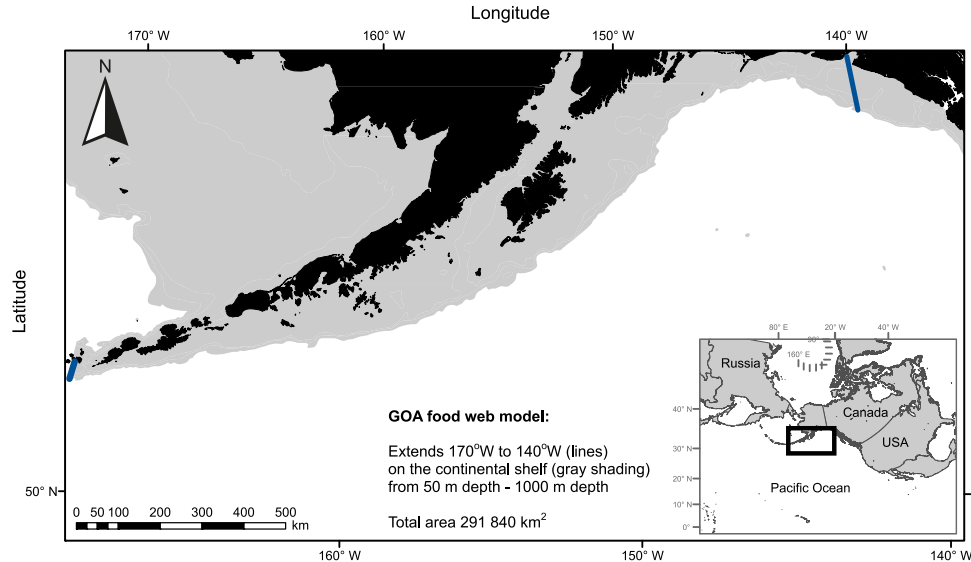 Longitude
170° W 160° W 150° W 140° W
N
Latitude
50° N
GOA food web model:
Extends 170°W to 140°W (lines)
on the continental shelf (gray shading)
from 50 m depth - 1000 m depth
Total area 291 840 km²
0 50 100 200 300 400 500
km
160° W 150° W 140° W
80° E 20° W 40° W
160° E
Russia
Canada
USA
Pacific Ocean
40° N
30° N
20° N
10° N
0°